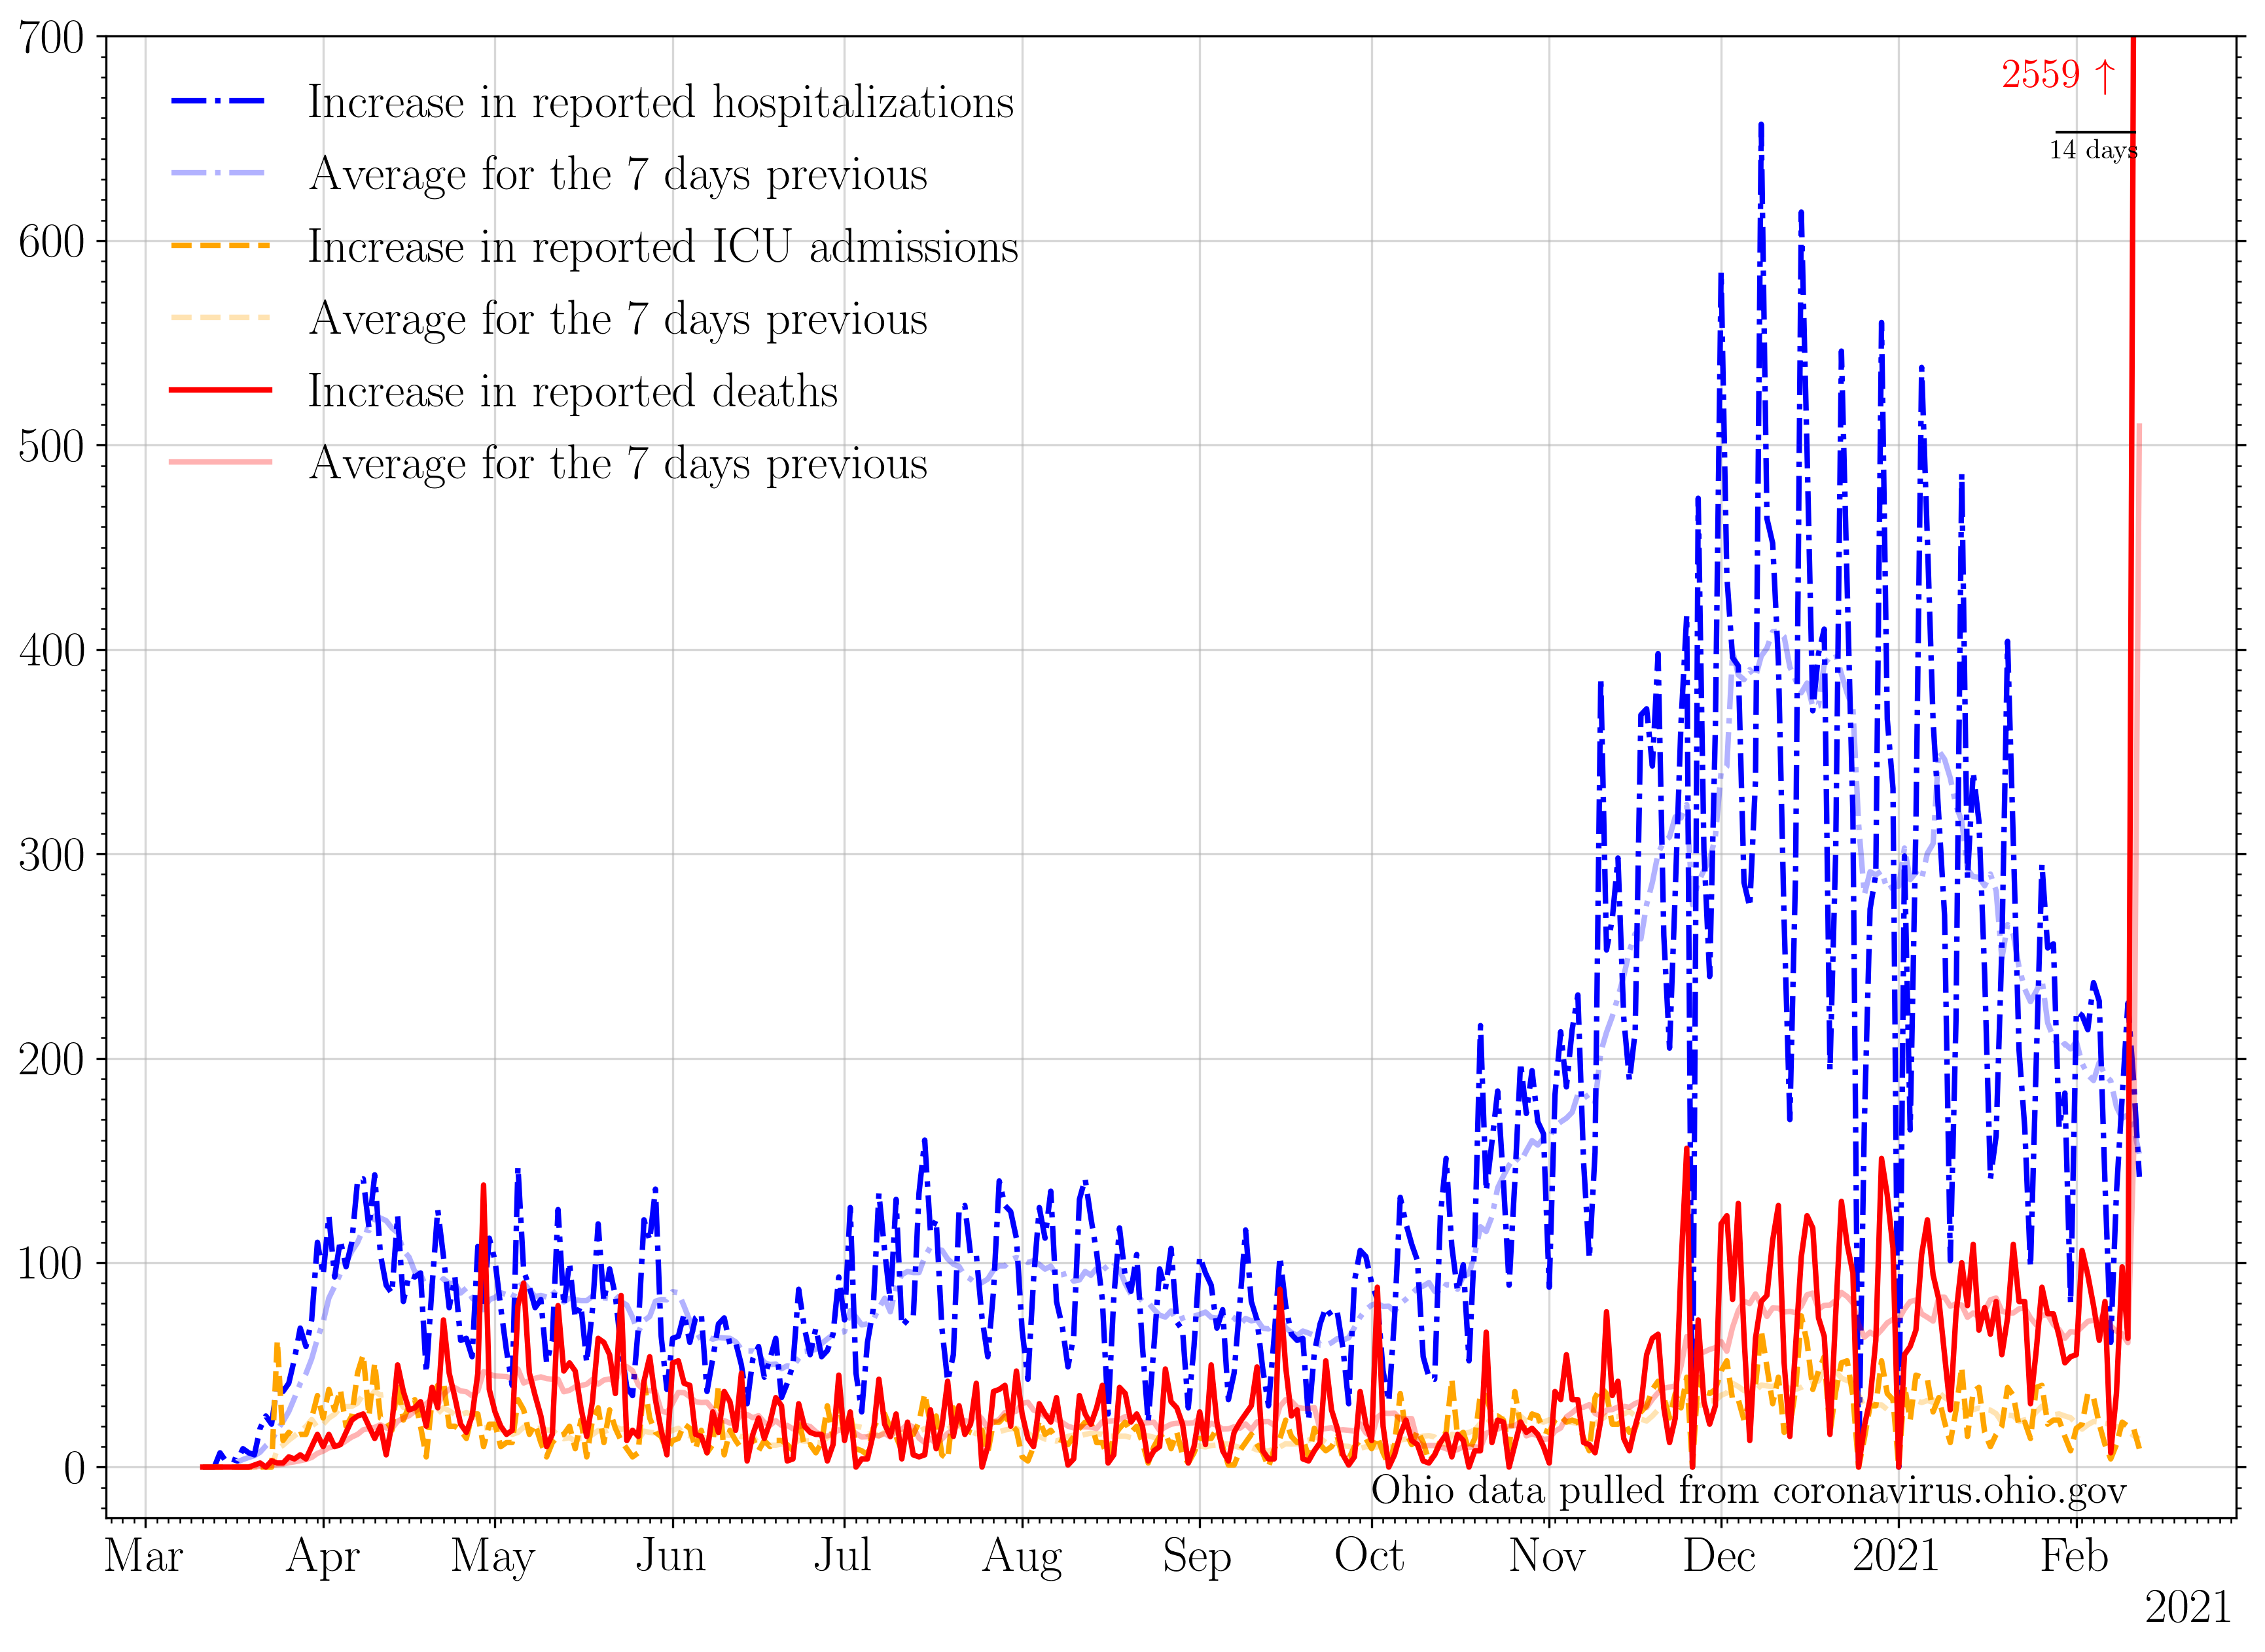 700
600
500
400
300
200
100
0
Increase in reported hospitalizations
Average for the 7 days previous
Increase in reported ICU admissions
Average for the 7 days previous
Increase in reported deaths
Average for the 7 days previous
2559 ↑
14 days
Ohio data pulled from coronavirus.ohio.gov
Mar Apr May Jun Jul Aug Sep Oct Nov Dec 2021 Feb
2021